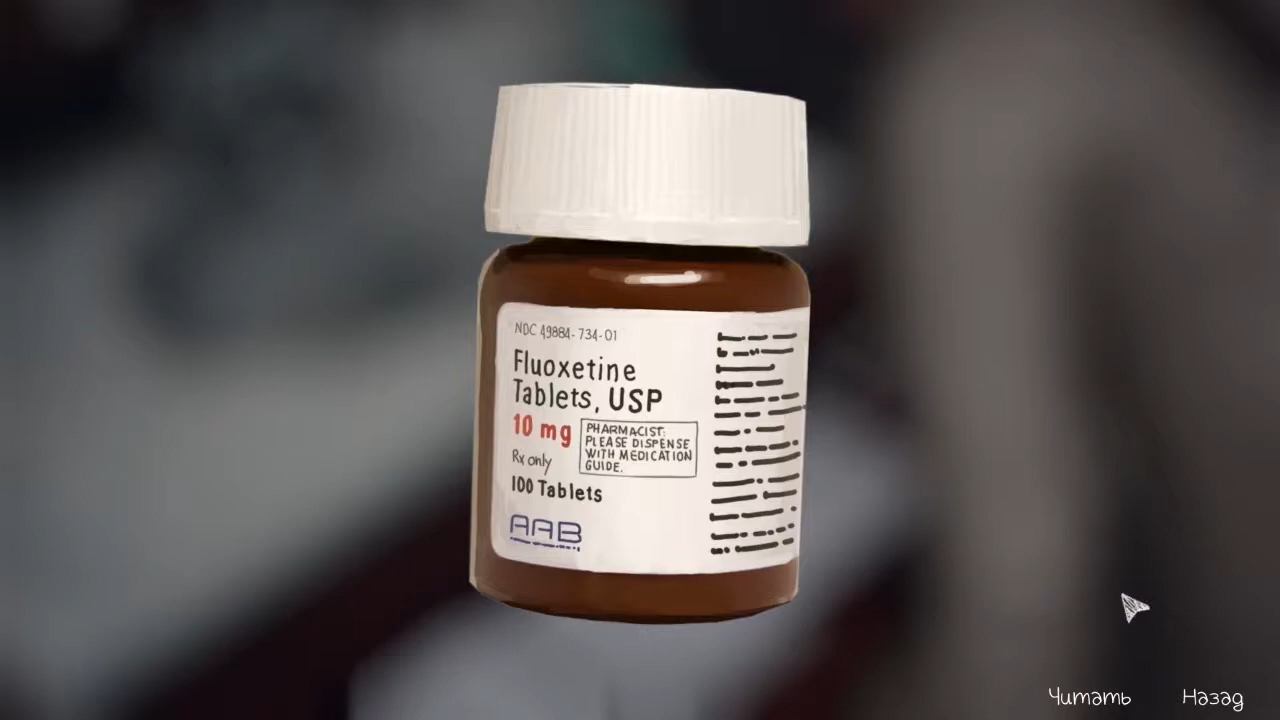 NDC 49884-734-01
Fluoxetine
Tablets, USP
10 mg
PHARMACIST:
PLEASE DISPENSE
WITH MEDICATION
GUIDE.
Rx only
100 Tablets
AAB
Читать Назад